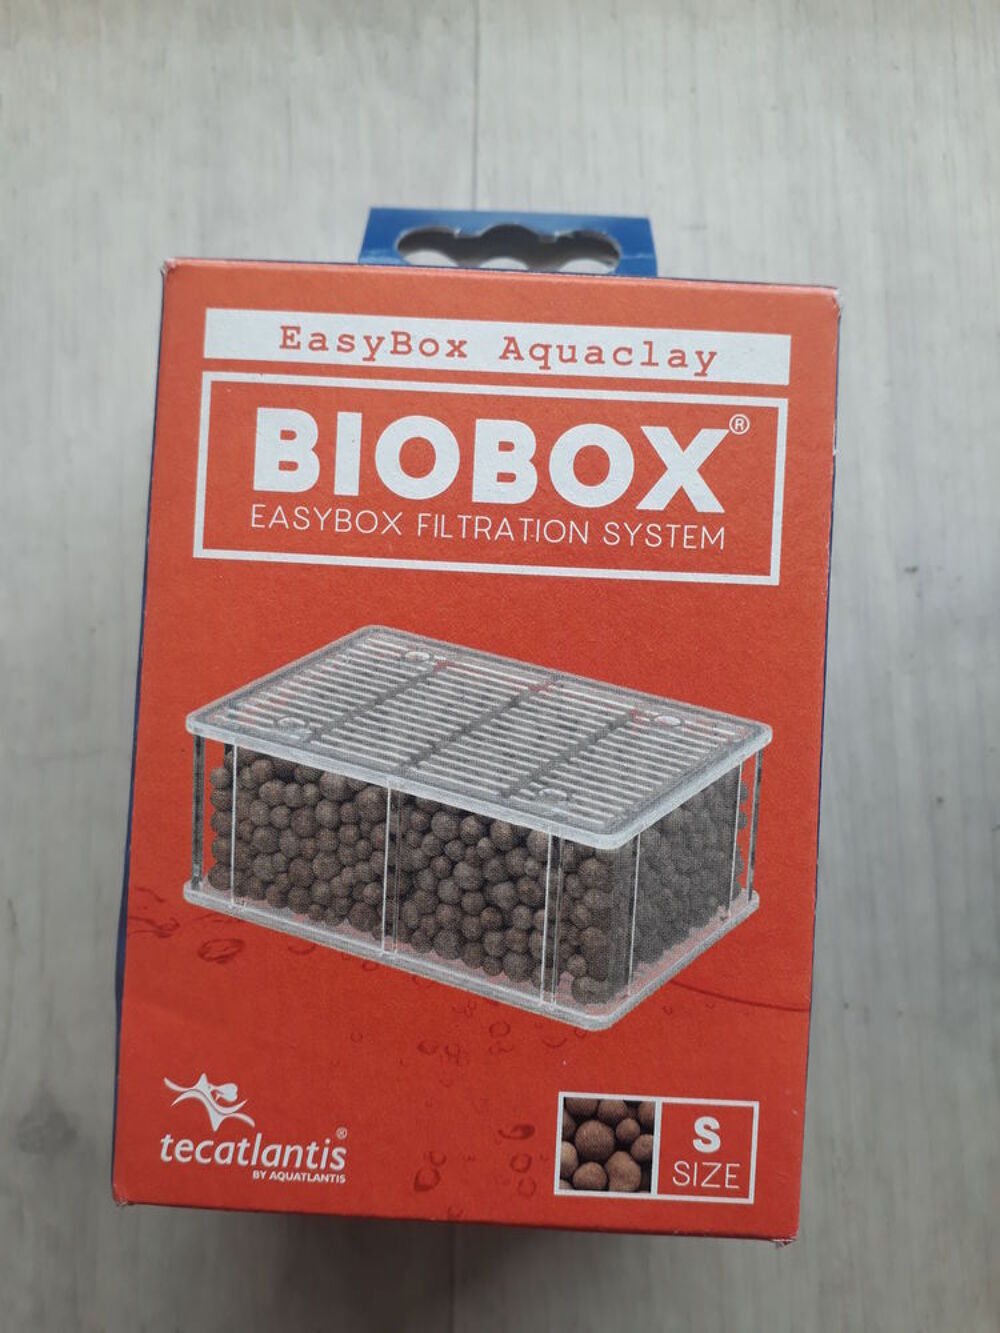 EasyBox Aquaclay
BIOBOX®
EASYBOX FILTRATION SYSTEM
tecatlantis®
BY AQUATLANTIS
S
SIZE